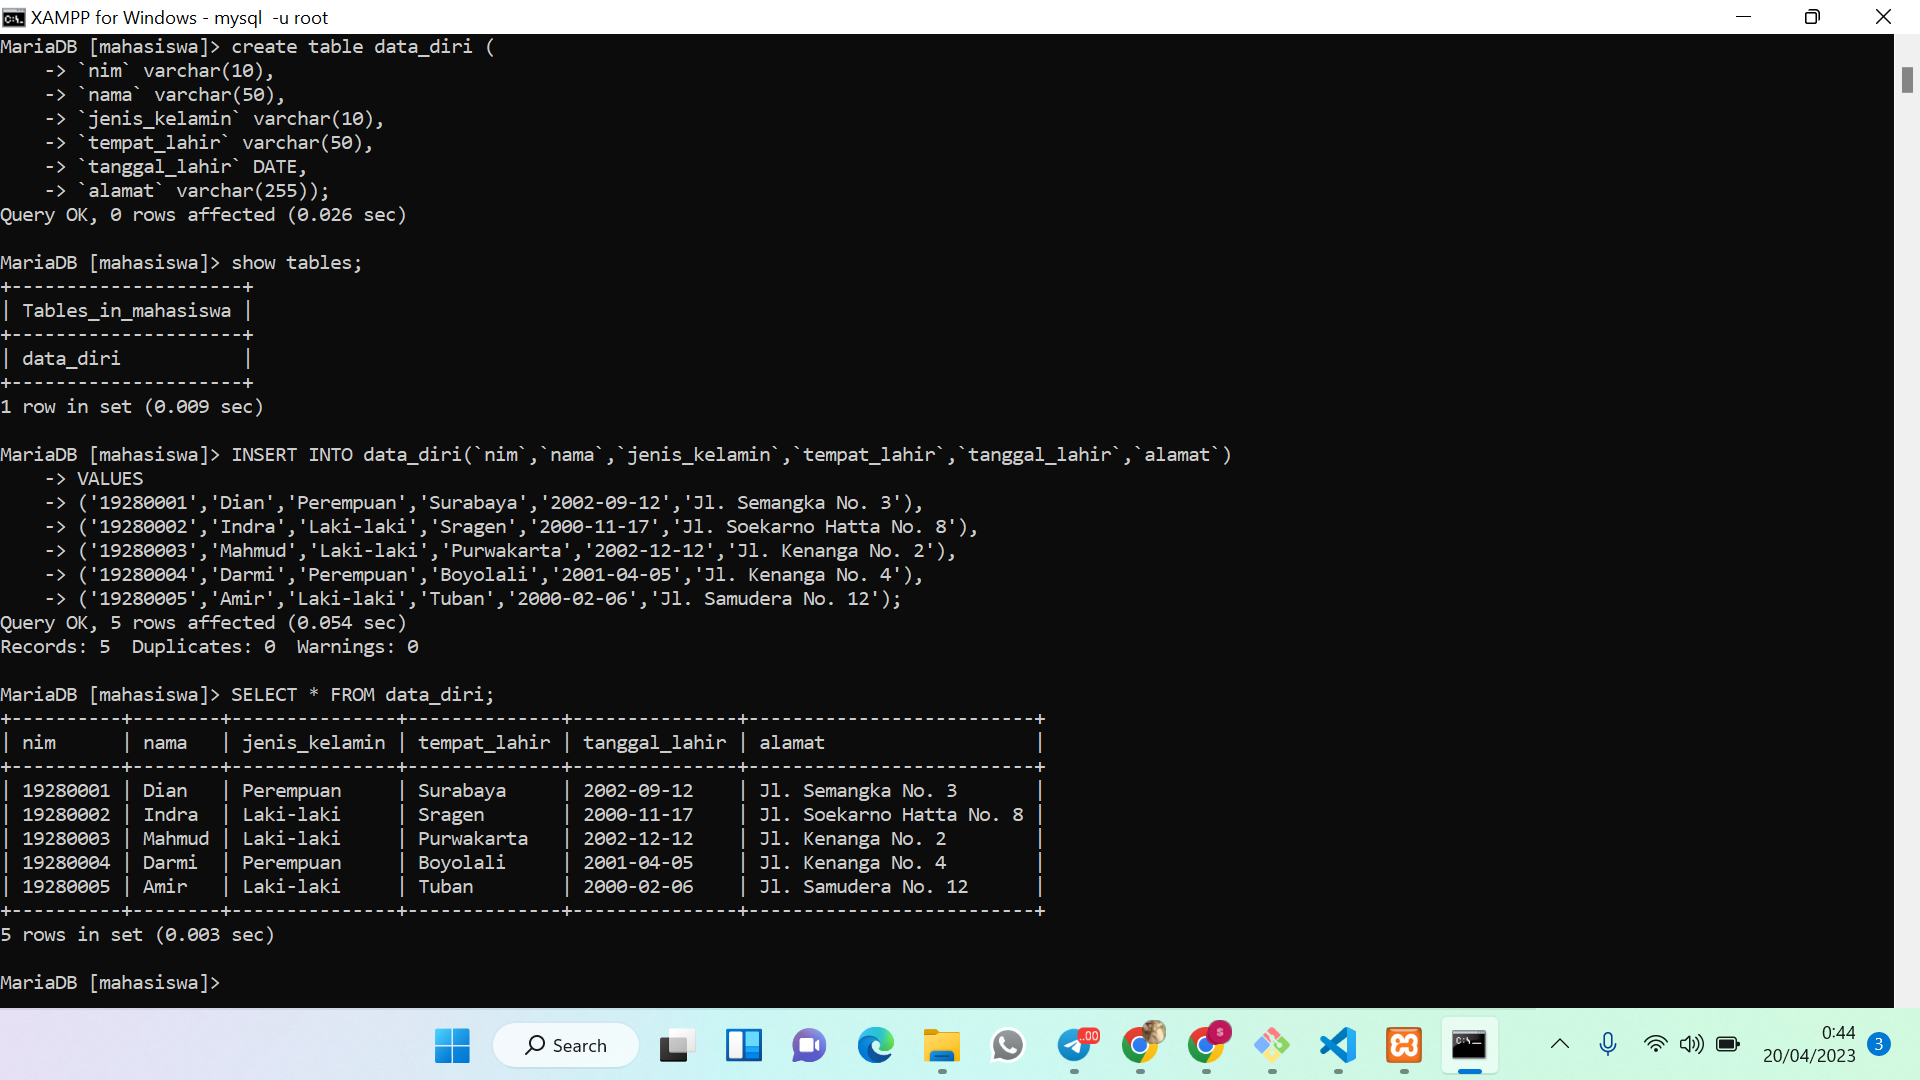 XAMPP for Windows - mysql  -u root
MariaDB [mahasiswa]> create table data_diri (
    -> `nim` varchar(10),
    -> `nama` varchar(50),
    -> `jenis_kelamin` varchar(10),
    -> `tempat_lahir` varchar(50),
    -> `tanggal_lahir` DATE,
    -> `alamat` varchar(255));
Query OK, 0 rows affected (0.026 sec)
MariaDB [mahasiswa]> show tables;
+---------------------+
| Tables_in_mahasiswa |
+---------------------+
| data_diri           |
+---------------------+
1 row in set (0.009 sec)
MariaDB [mahasiswa]> INSERT INTO data_diri(`nim`,`nama`,`jenis_kelamin`,`tempat_lahir`,`tanggal_lahir`,`alamat`)
    -> VALUES
    -> ('19280001','Dian','Perempuan','Surabaya','2002-09-12','Jl. Semangka No. 3'),
    -> ('19280002','Indra','Laki-laki','Sragen','2000-11-17','Jl. Soekarno Hatta No. 8'),
    -> ('19280003','Mahmud','Laki-laki','Purwakarta','2002-12-12','Jl. Kenanga No. 2'),
    -> ('19280004','Darmi','Perempuan','Boyolali','2001-04-05','Jl. Kenanga No. 4'),
    -> ('19280005','Amir','Laki-laki','Tuban','2000-02-06','Jl. Samudera No. 12');
Query OK, 5 rows affected (0.054 sec)
Records: 5  Duplicates: 0  Warnings: 0
MariaDB [mahasiswa]> SELECT * FROM data_diri;
+----------+--------+---------------+--------------+---------------+--------------------------+
| nim      | nama   | jenis_kelamin | tempat_lahir | tanggal_lahir | alamat                   |
+----------+--------+---------------+--------------+---------------+--------------------------+
| 19280001 | Dian   | Perempuan     | Surabaya     | 2002-09-12    | Jl. Semangka No. 3       |
| 19280002 | Indra  | Laki-laki     | Sragen       | 2000-11-17    | Jl. Soekarno Hatta No. 8 |
| 19280003 | Mahmud | Laki-laki     | Purwakarta   | 2002-12-12    | Jl. Kenanga No. 2        |
| 19280004 | Darmi  | Perempuan     | Boyolali     | 2001-04-05    | Jl. Kenanga No. 4        |
| 19280005 | Amir   | Laki-laki     | Tuban        | 2000-02-06    | Jl. Samudera No. 12      |
+----------+--------+---------------+--------------+---------------+--------------------------+
5 rows in set (0.003 sec)
MariaDB [mahasiswa]>
Search
..00
S
0:44
20/04/2023
3